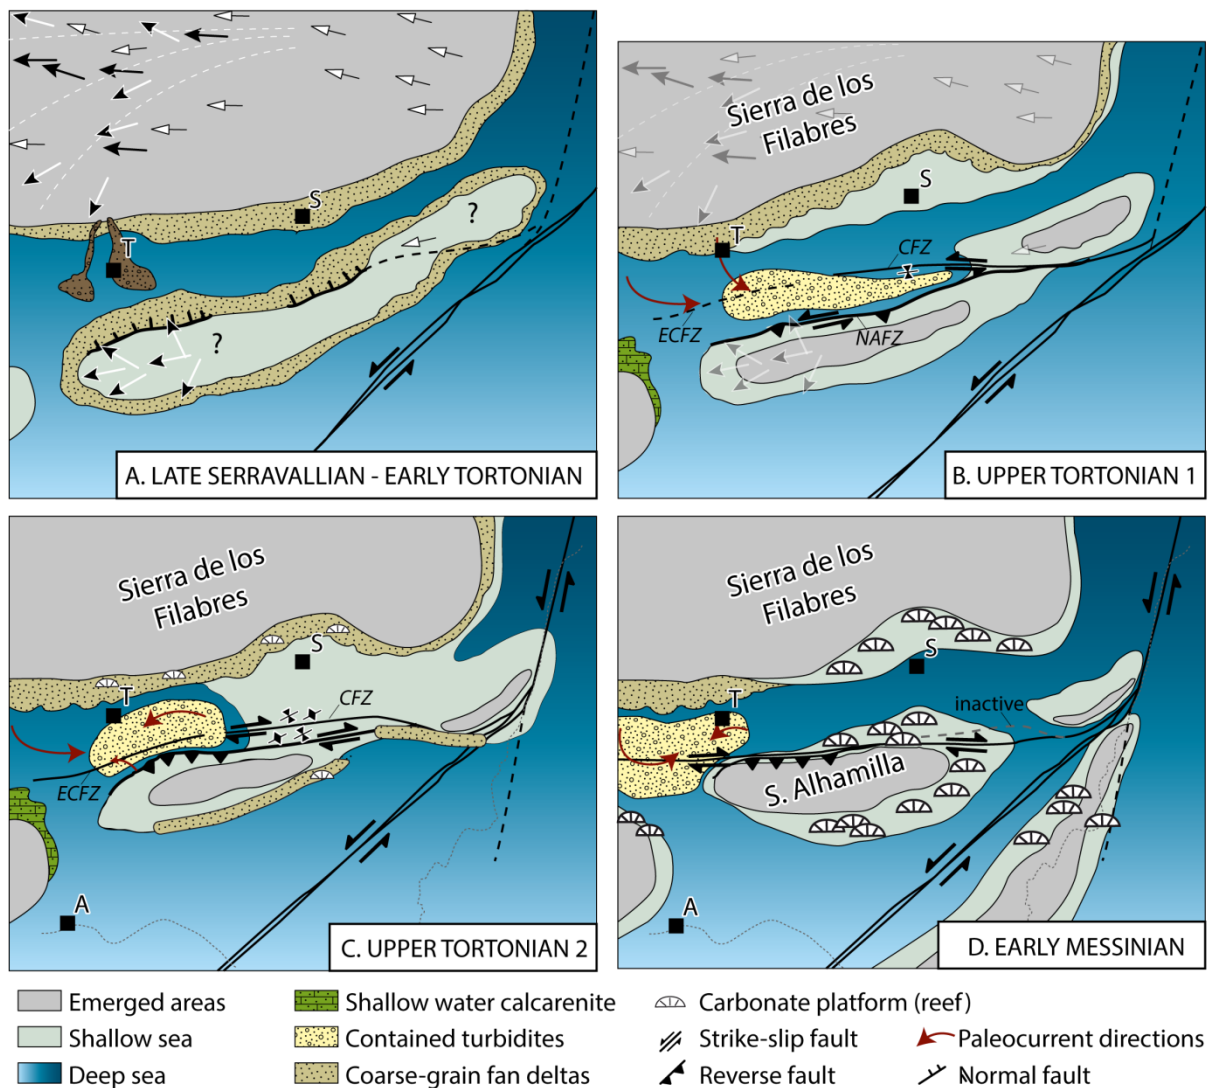 S
T
?
?
A. LATE SERRAVALLIAN - EARLY TORTONIAN
Sierra de los
Filabres
S
T
CFZ
ECFZ
NAFZ
B. UPPER TORTONIAN 1
Sierra de los
Filabres
S
T
CFZ
ECFZ
A
C. UPPER TORTONIAN 2
Sierra de los
Filabres
S
T
inactive
S. Alhamilla
A
D. EARLY MESSINIAN
Emerged areas
Shallow sea
Deep sea
Shallow water calcarenite
Contained turbidites
Coarse-grain fan deltas
Carbonate platform (reef)
Strike-slip fault
Reverse fault
Paleocurrent directions
Normal fault